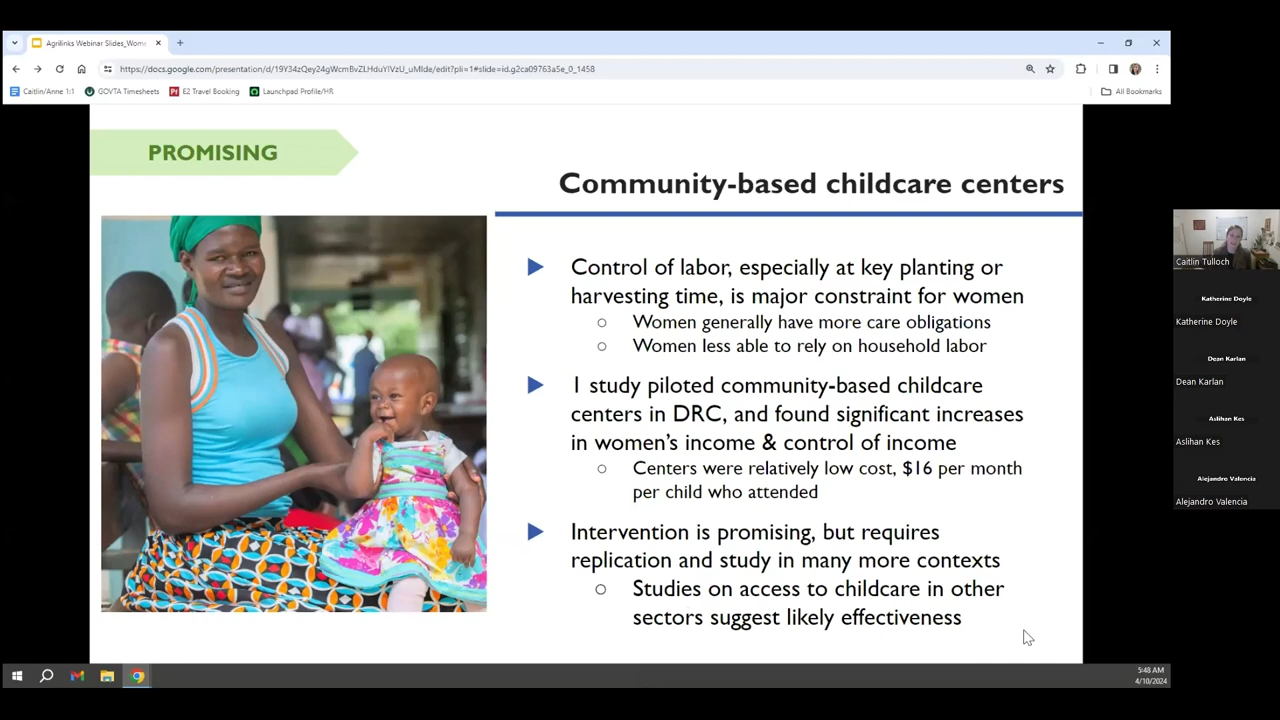 Agrilinks Webinar Slides_Wome
https://docs.google.com/presentation/d/19Y34zQey24gWcmBvZLHduYlVzU_uMlde/edit?pli=1#slide=id.g2ca09763a5e_0_1458
Caitlin/Anne 1:1
GOVTA Timesheets
E2 Travel Booking
Launchpad Profile/HR
All Bookmarks
PROMISING
Community-based childcare centers
Control of labor, especially at key planting or
harvesting time, is major constraint for women
Women generally have more care obligations
Women less able to rely on household labor
1 study piloted community-based childcare
centers in DRC, and found significant increases
in women's income & control of income
Centers were relatively low cost, $16 per month
per child who attended
Intervention is promising, but requires
replication and study in many more contexts
Studies on access to childcare in other
sectors suggest likely effectiveness
Caitlin Tulloch
Katherine Doyle
Katherine Doyle
Dean Karlan
Dean Karlan
Aslihan Kes
Aslihan Kes
Alejandro Valencia
Alejandro Valencia
5:48 AM
4/10/2024